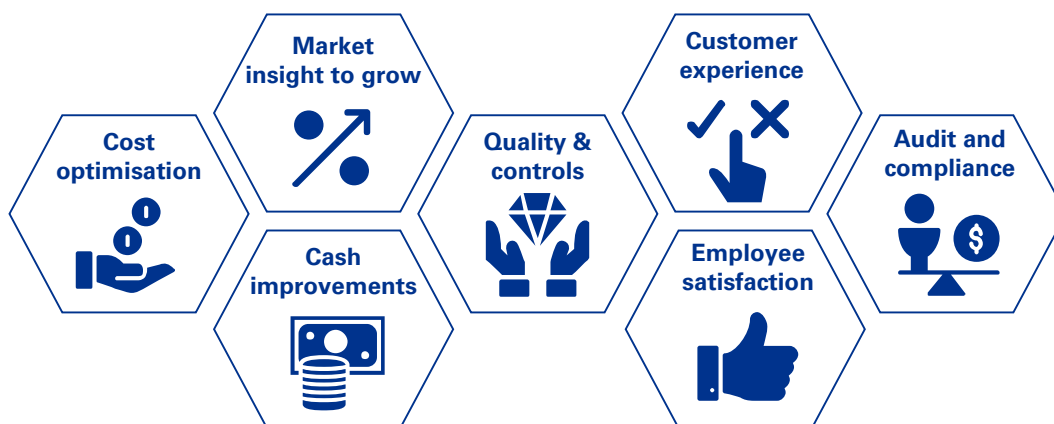 Market
insight to grow
Customer
experience
Cost
optimisation
Quality &
controls
Audit and
compliance
$
Cash
improvements
Employee
satisfaction